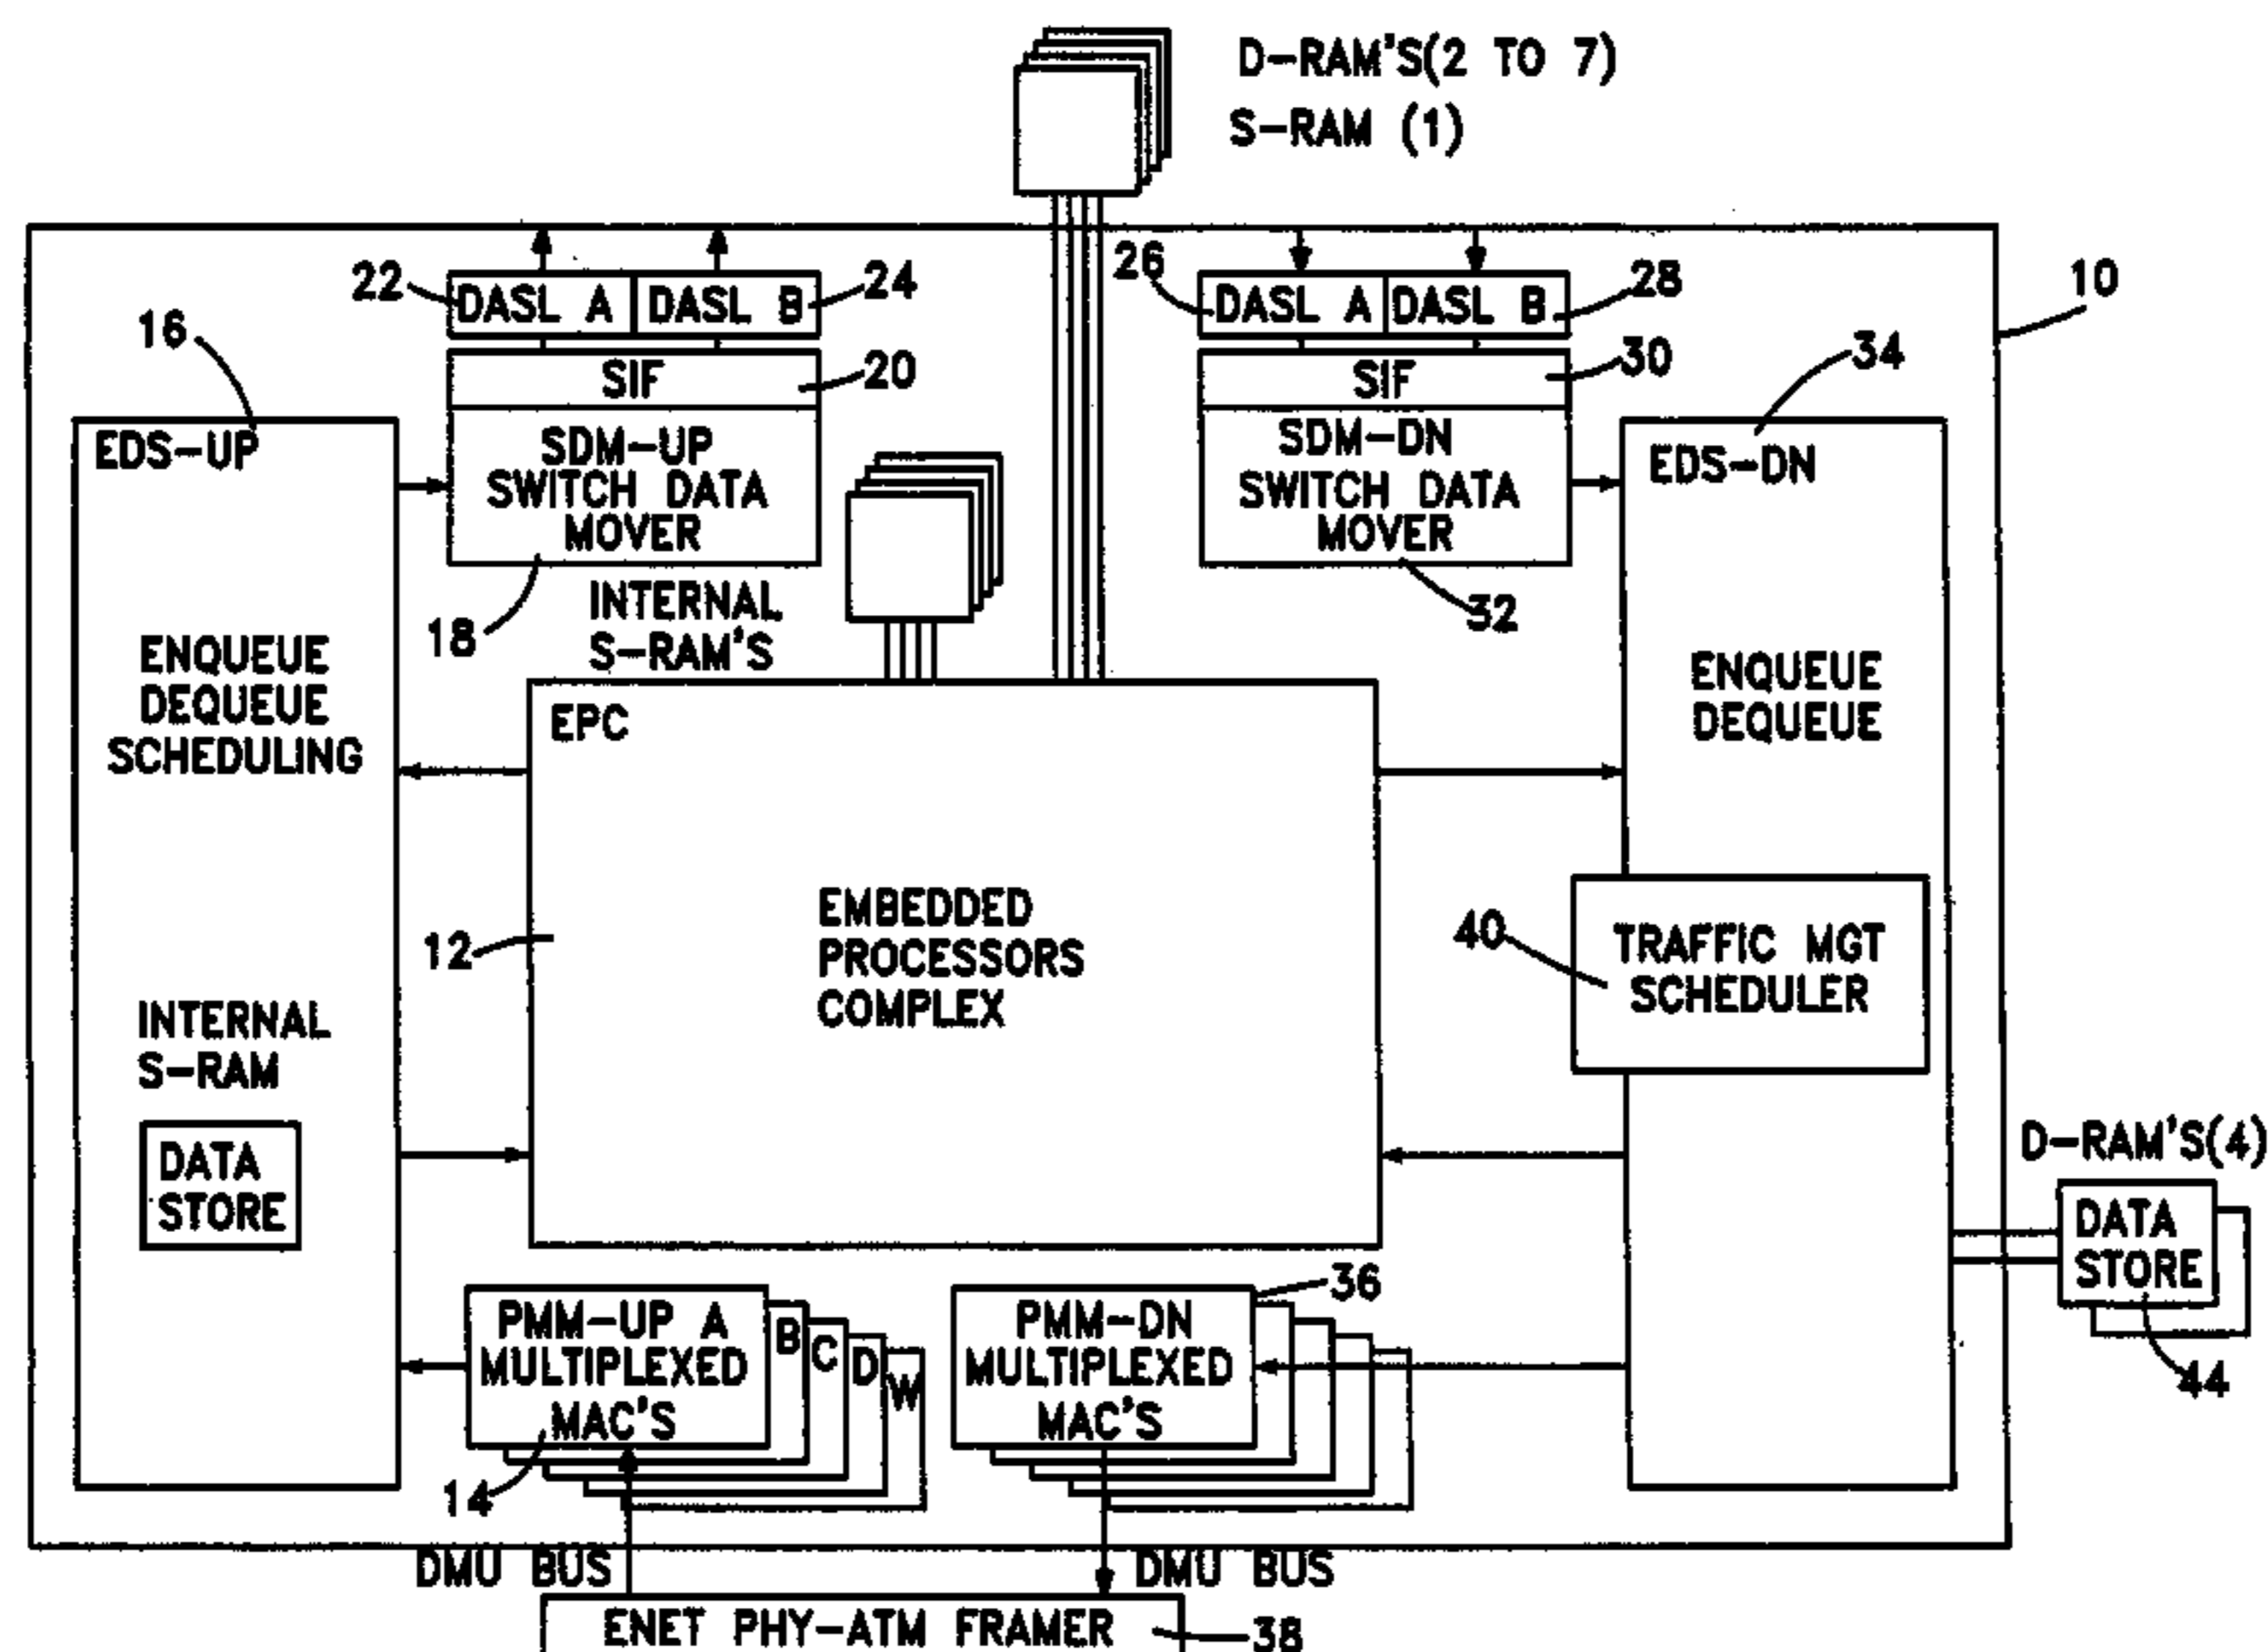 D-RAM'S(2 TO 7)
S-RAM (1)
22
DASL A
DASL B
24
26
DASL A
DASL B
28
10
16
SIF
20
SIF
30
34
EDS-UP
SDM-UP
SWITCH DATA
MOVER
SDM-DN
SWITCH DATA
MOVER
EDS-DN
18
INTERNAL
S-RAM'S
32
ENQUEUE
DEQUEUE
SCHEDULING
EPC
ENQUEUE
DEQUEUE
12
EMBEDDED
PROCESSORS
COMPLEX
40
TRAFFIC MGT
SCHEDULER
INTERNAL
S-RAM
DATA
STORE
D-RAM'S(4)
DATA
STORE
44
PMM-UP A
MULTIPLEXED
MAC'S
B
C
D
W
14
PMM-DN
MULTIPLEXED
MAC'S
36
DMU BUS
DMU BUS
ENET PHY-ATM FRAMER
38